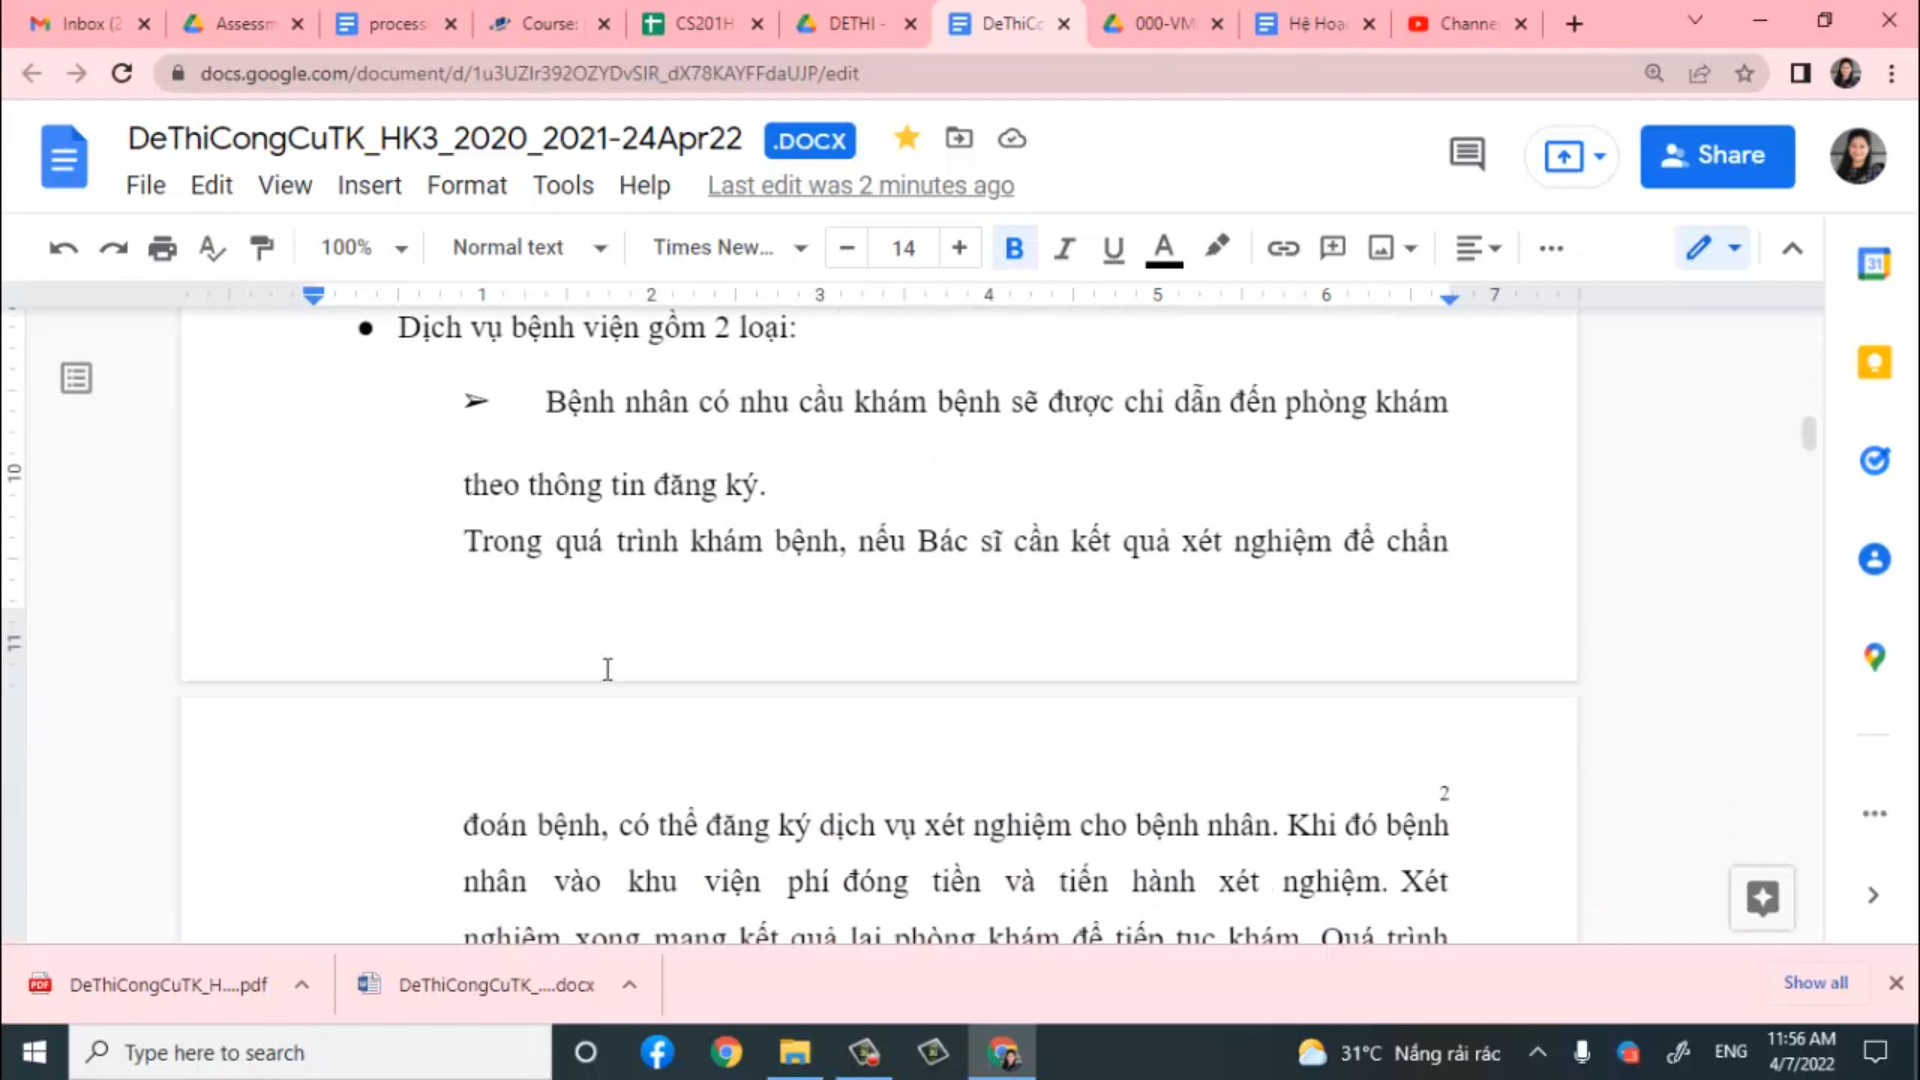 Inbox (2
Assessm
process
Course:
CS201H
DETHI -
DeThiCo
000-VM
Hệ Hoạ
Channe
docs.google.com/document/d/1u3UZIr392OZYDvSIR_dX78KAYFFdaUJP/edit
DeThiCongCuTK_HK3_2020_2021-24Apr22
.DOCX
Share
File Edit View Insert Format Tools Help Last edit was 2 minutes ago
100% Normal text Times New... 14 B I U A
31
1 2 3 4 5 6 7
● Dịch vụ bệnh viện gồm 2 loại:
➢ Bệnh nhân có nhu cầu khám bệnh sẽ được chi dẫn đến phòng khám
theo thông tin đăng ký.
Trong quá trình khám bệnh, nếu Bác sĩ cần kết quả xét nghiệm để chẩn
10
11
2
đoán bệnh, có thể đăng ký dịch vụ xét nghiệm cho bệnh nhân. Khi đó bệnh
nhân vào khu viện phí đóng tiền và tiến hành xét nghiệm. Xét
nghiệm xong mang kết quả lại phòng khám để tiếp tục khám. Quá trình
PDF
DeThiCongCuTK_H....pdf
DeThiCongCuTK_....docx
Show all
Type here to search
31°C Nắng rải rác
ENG
11:56 AM
4/7/2022